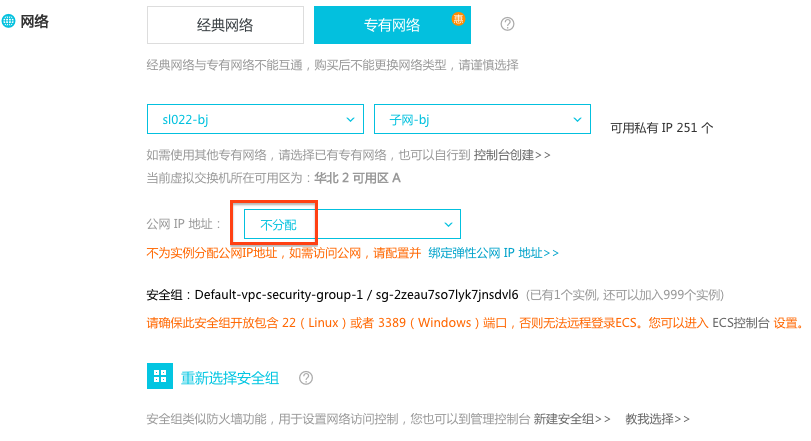 网络
经典网络 专有网络 惠 ?
经典网络与专有网络不能互通，购买后不能更换网络类型，请谨慎选择
sl022-bj 子网-bj 可用私有 IP 251 个
如需使用其他专有网络，请选择已有专有网络，也可以自行到 控制台创建>>
当前虚拟交换机所在可用区为：华北 2 可用区 A
公网 IP 地址： 不分配
不为实例分配公网IP地址，如需访问公网，请配置并 绑定弹性公网 IP 地址>>
安全组：Default-vpc-security-group-1 / sg-2zeau7so7lyk7jnsdvl6 (已有1个实例, 还可以加入999个实例)
请确保此安全组开放包含 22（Linux）或者 3389（Windows）端口，否则无法远程登录ECS。您可以进入 ECS控制台 设置。
重新选择安全组 ?
安全组类似防火墙功能，用于设置网络访问控制，您也可以到管理控制台 新建安全组>> 教我选择>>